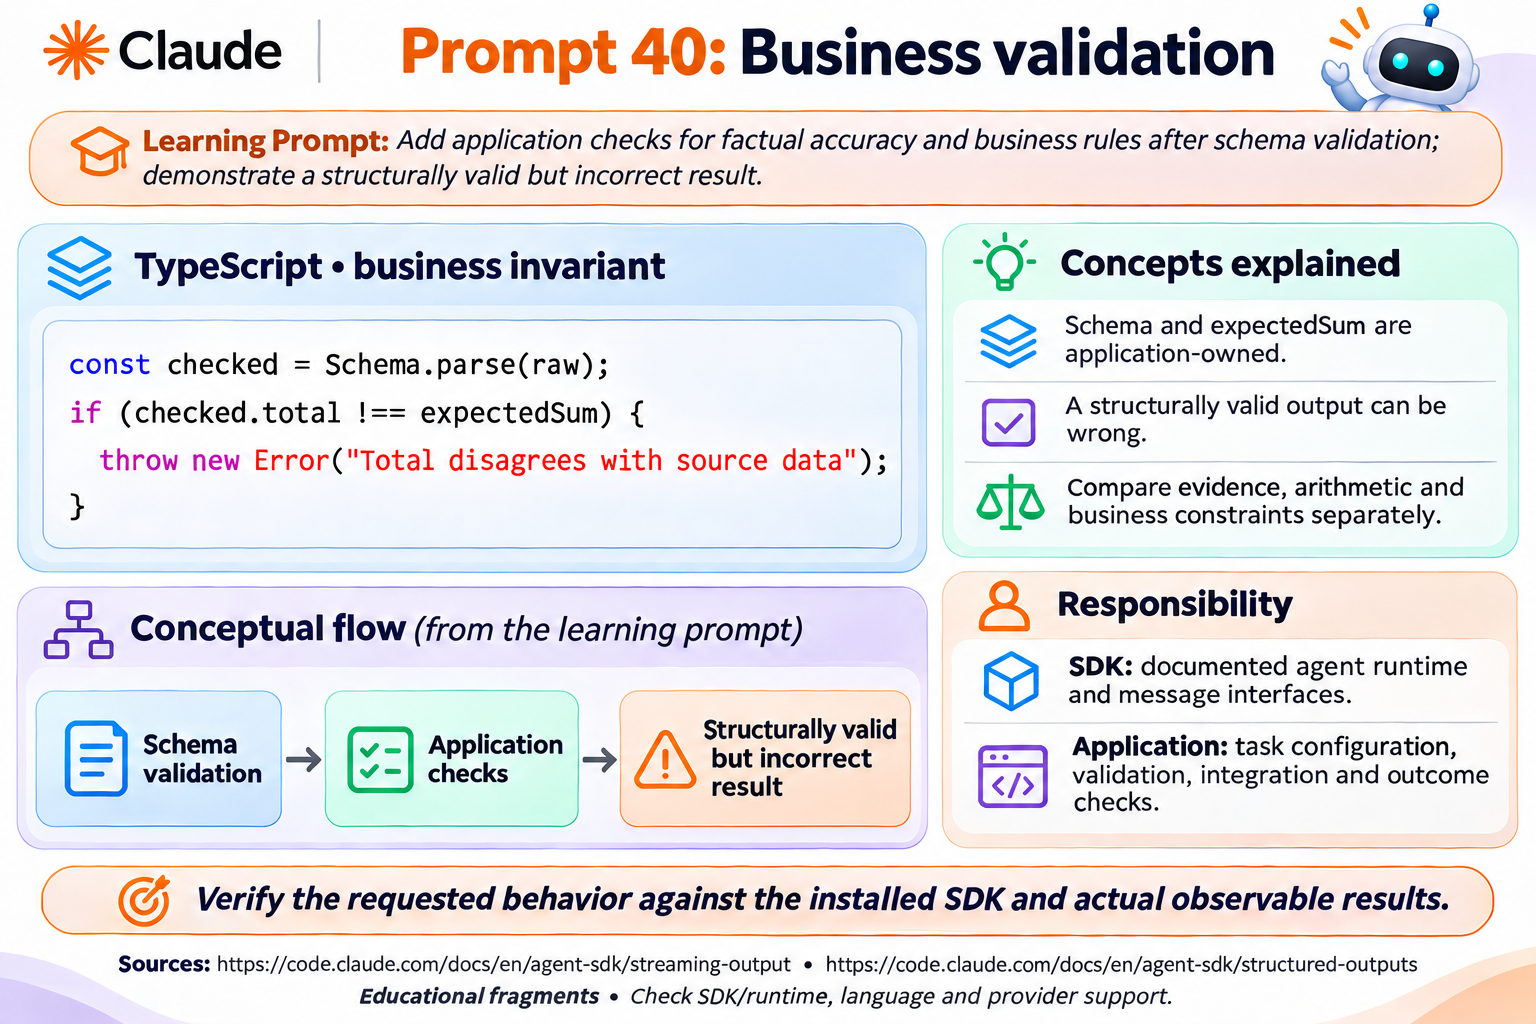 Claude
Prompt 40: Business validation
Learning Prompt: Add application checks for factual accuracy and business rules after schema validation;
demonstrate a structurally valid but incorrect result.
TypeScript • business invariant
const checked = Schema.parse(raw);
if (checked.total !== expectedSum) {
  throw new Error("Total disagrees with source data");
}
Concepts explained
Schema and expectedSum are
application-owned.
A structurally valid output can be
wrong.
Compare evidence, arithmetic and
business constraints separately.
Conceptual flow (from the learning prompt)
Schema
validation
Application
checks
Structurally valid
but incorrect
result
Responsibility
SDK: documented agent runtime
and message interfaces.
Application: task configuration,
validation, integration and outcome
checks.
Verify the requested behavior against the installed SDK and actual observable results.
Sources: https://code.claude.com/docs/en/agent-sdk/streaming-output • https://code.claude.com/docs/en/agent-sdk/structured-outputs
Educational fragments • Check SDK/runtime, language and provider support.